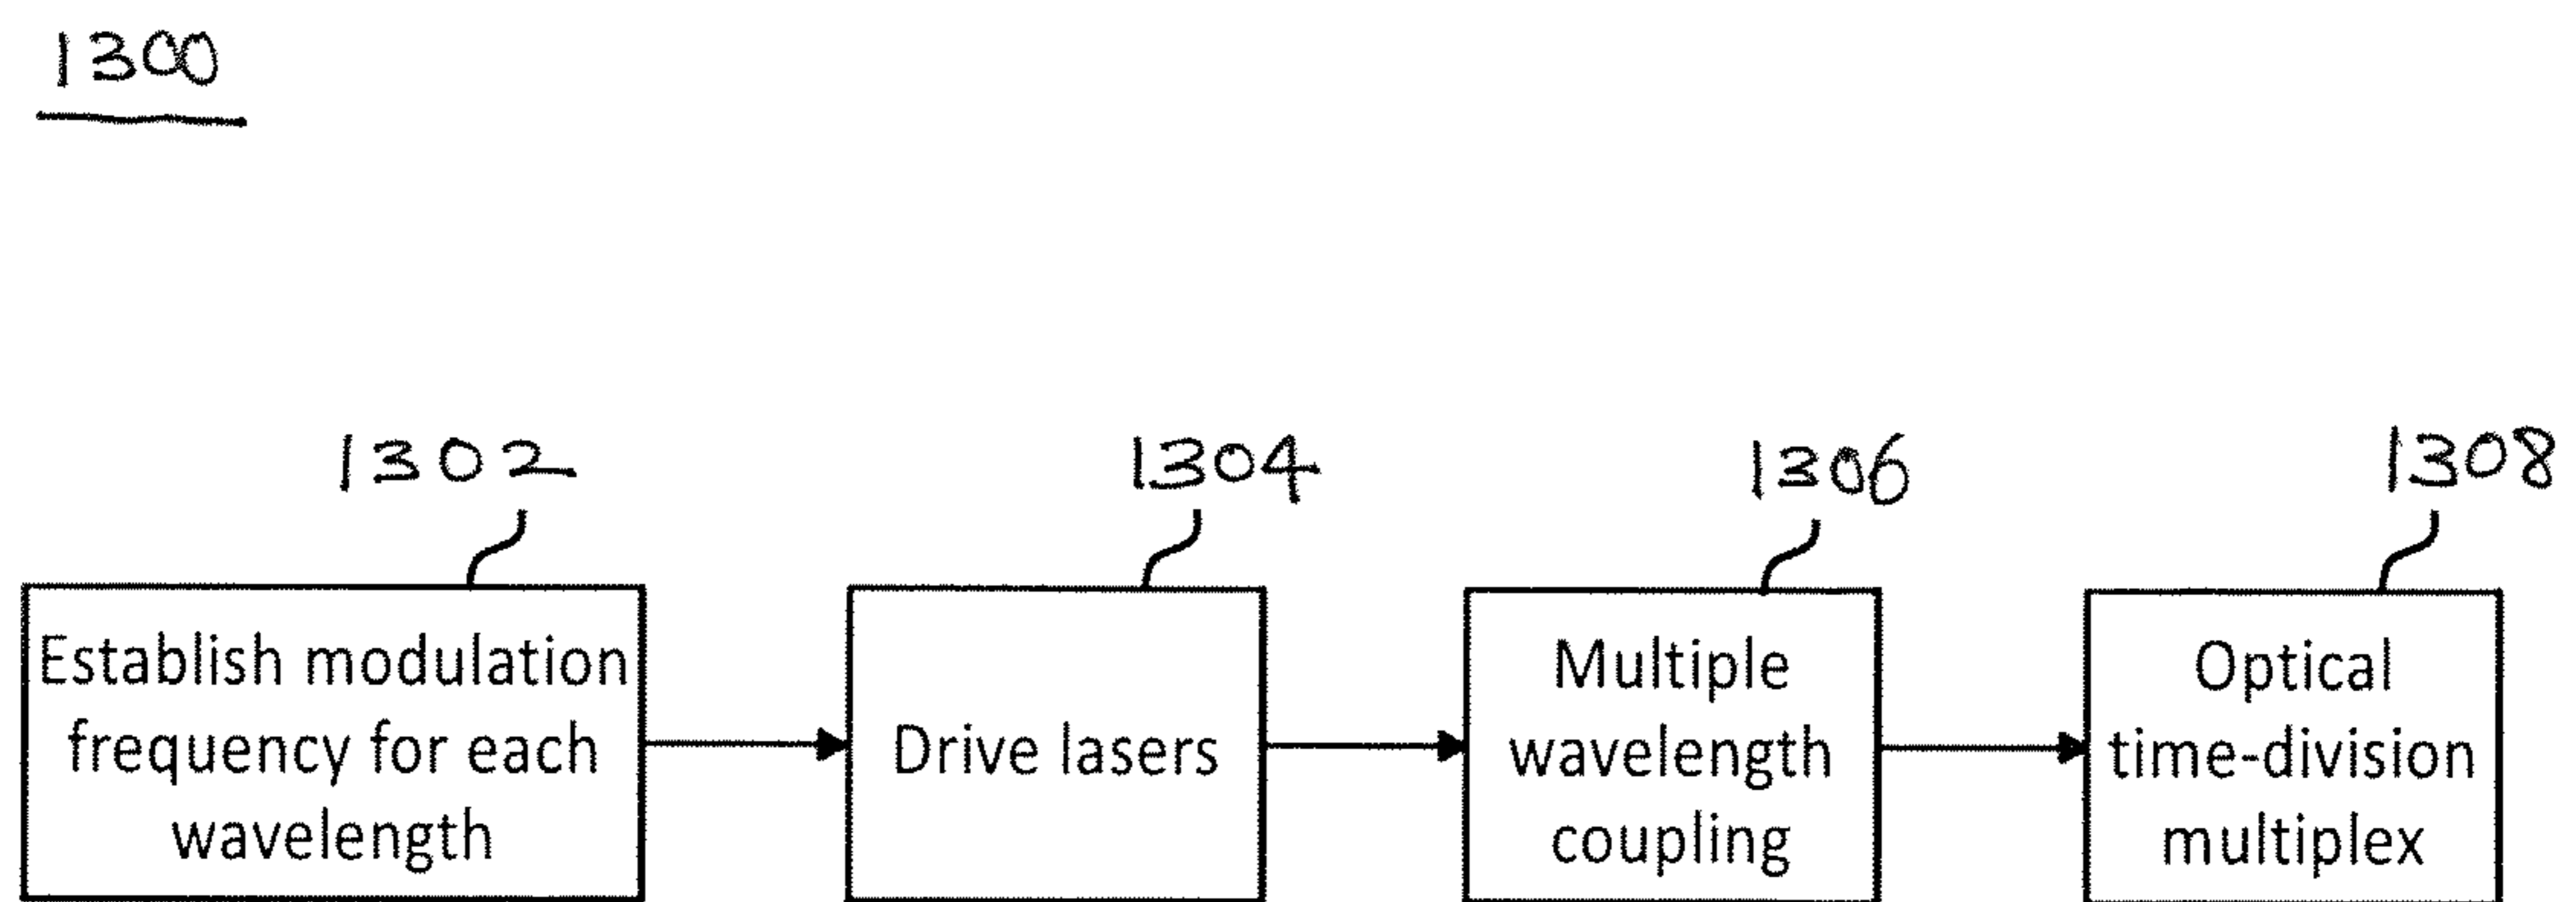 1300
1302
1304
1306
1308
Establish modulation
frequency for each
wavelength
Drive lasers
Multiple
wavelength
coupling
Optical
time-division
multiplex